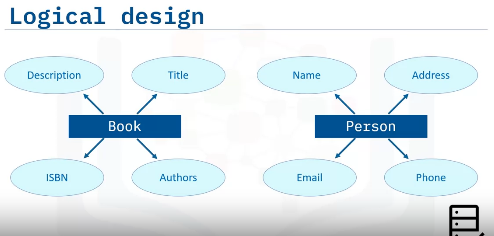 Logical design
Description
Title
Name
Address
Book
Person
ISBN
Authors
Email
Phone